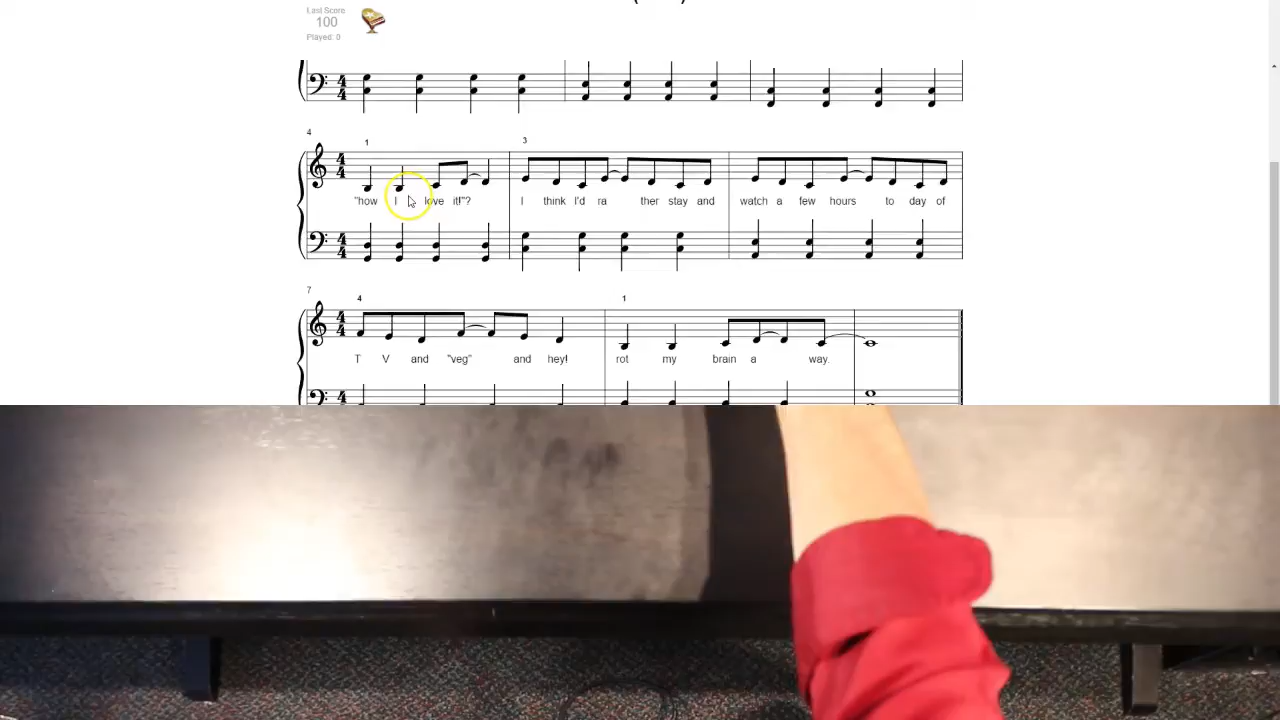 Last Score
100
Played: 0
4
1
3
"how I love it!"? I think I'd ra ther stay and watch a few hours to day of
7
4
1
T V and "veg" and hey! rot my brain a way.